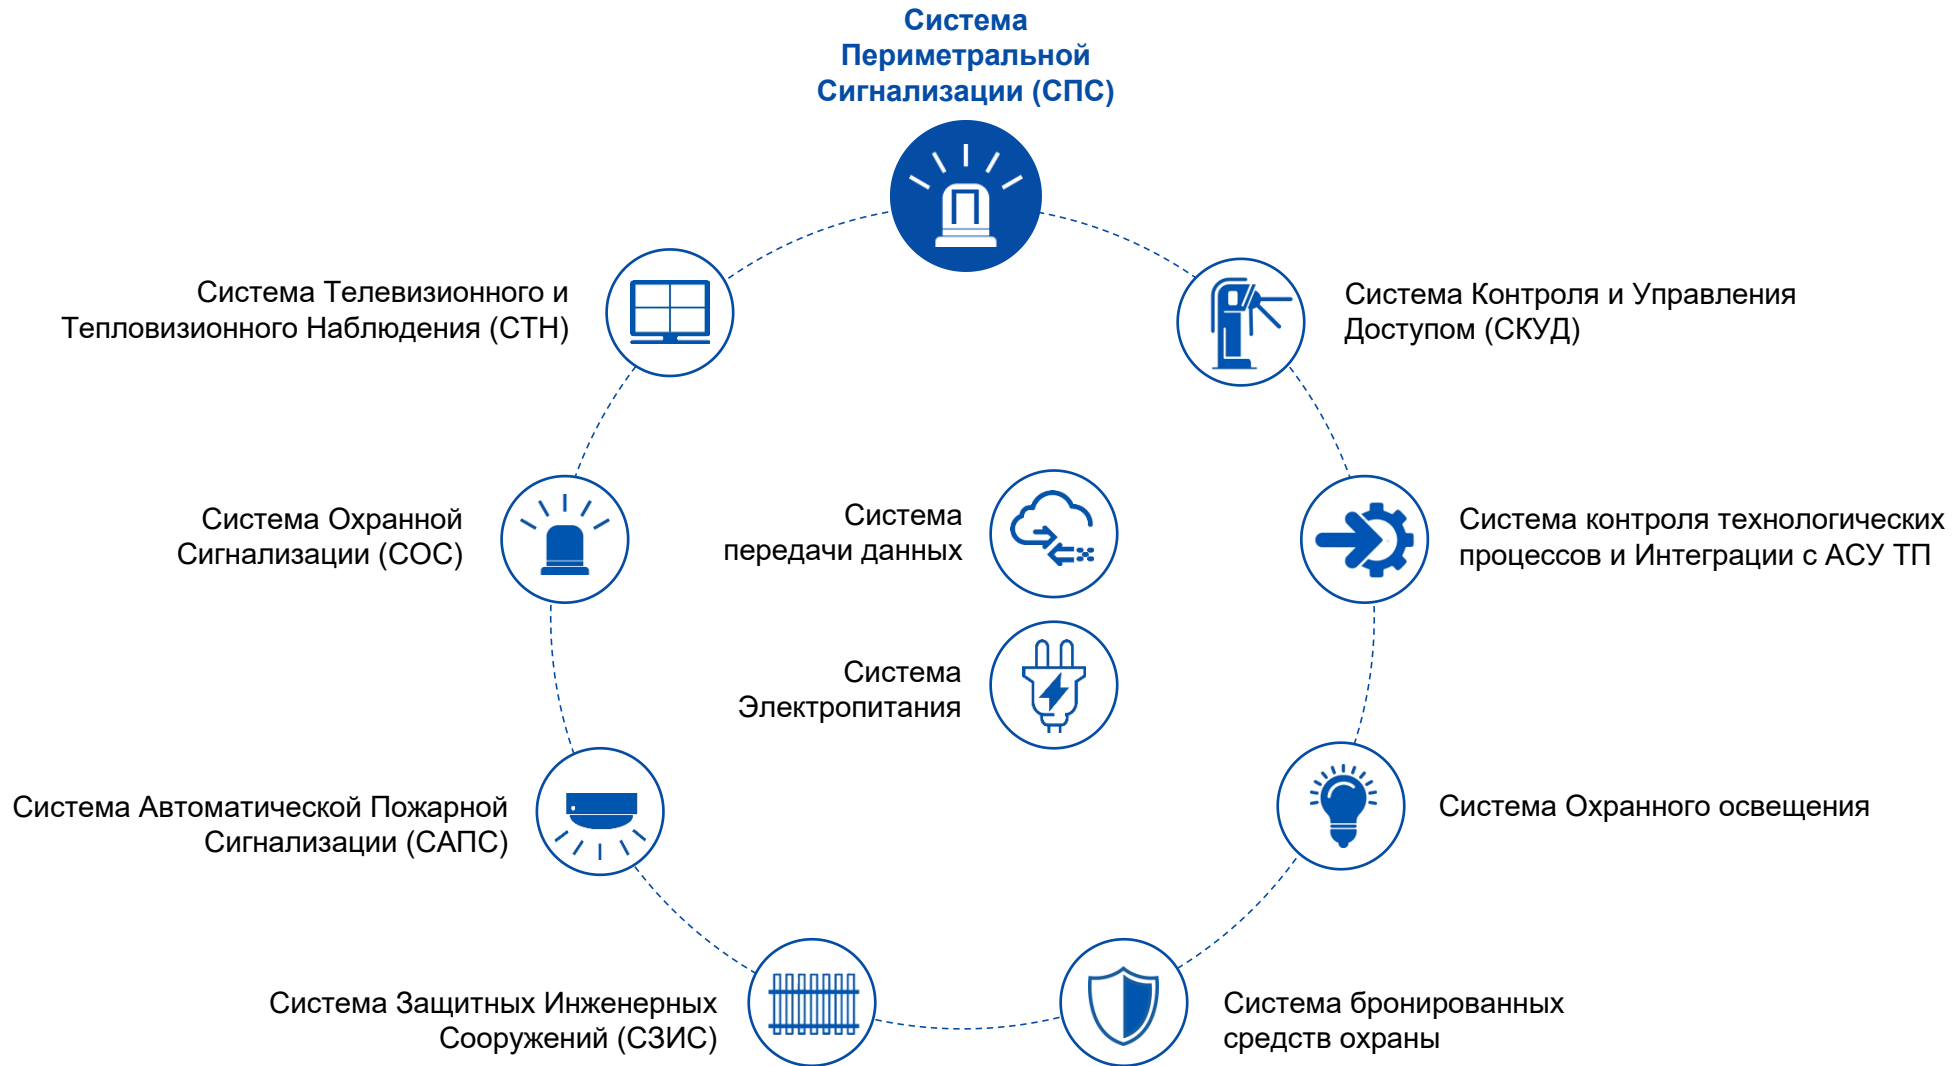 Система
Периметральной
Сигнализации (СПС)
Система Телевизионного и
Тепловизионного Наблюдения (СТН)
Система Контроля и Управления
Доступом (СКУД)
Система Охранной
Сигнализации (СОС)
Система
передачи данных
Система контроля технологических
процессов и Интеграции с АСУ ТП
Система
Электропитания
Система Автоматической Пожарной
Сигнализации (САПС)
Система Охранного освещения
Система Защитных Инженерных
Сооружений (СЗИС)
Система бронированных
средств охраны